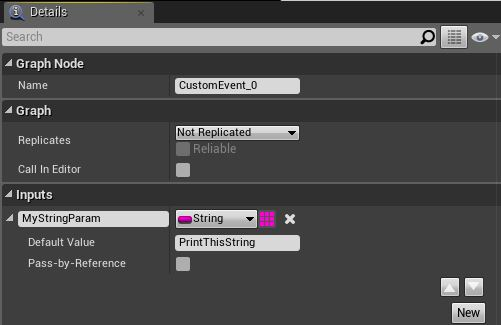 Details
Search
Graph Node
Name CustomEvent_0
Graph
Replicates Not Replicated
Reliable
Call In Editor
Inputs
MyStringParam String
Default Value PrintThisString
Pass-by-Reference
New